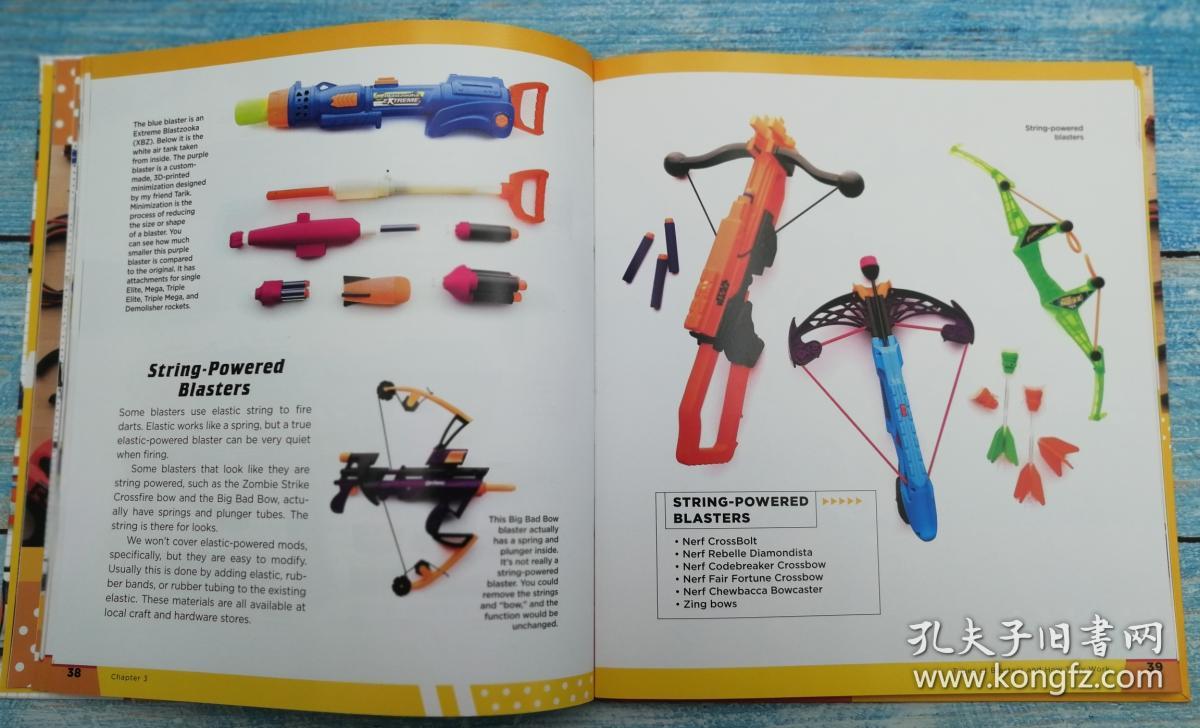 The blue blaster is an
Extreme Blastzooka
(XBZ). Below it is the
white air tank taken
from inside. The purple
blaster is a custom-
made, 3D-printed
minimization designed
by my friend Tarik.
Minimization is the
process of reducing
the size or shape
of a blaster. You
can see how much
smaller this purple
blaster is compared
to the original. It has
attachments for single
Elite, Mega, Triple
Elite, Triple Mega, and
Demolisher rockets.
EXTREME
String-Powered
Blasters
Some blasters use elastic string to fire
darts. Elastic works like a spring, but a true
elastic-powered blaster can be very quiet
when firing.
Some blasters that look like they are
string powered, such as the Zombie Strike
Crossfire bow and the Big Bad Bow, actu-
ally have springs and plunger tubes. The
string is there for looks.
We won't cover elastic-powered mods,
specifically, but they are easy to modify.
Usually this is done by adding elastic, rub-
ber bands, or rubber tubing to the existing
elastic. These materials are all available at
local craft and hardware stores.
This Big Bad Bow
blaster actually
has a spring and
plunger inside.
It's not really a
string-powered
blaster. You could
remove the strings
and "bow," and the
function would be
unchanged.
38
Chapter 3
String-powered
blasters
STRING-POWERED
BLASTERS
• Nerf CrossBolt
• Nerf Rebelle Diamondista
• Nerf Codebreaker Crossbow
• Nerf Fair Fortune Crossbow
• Nerf Chewbacca Bowcaster
• Zing bows
39
孔夫子旧书网
www.kongfz.com